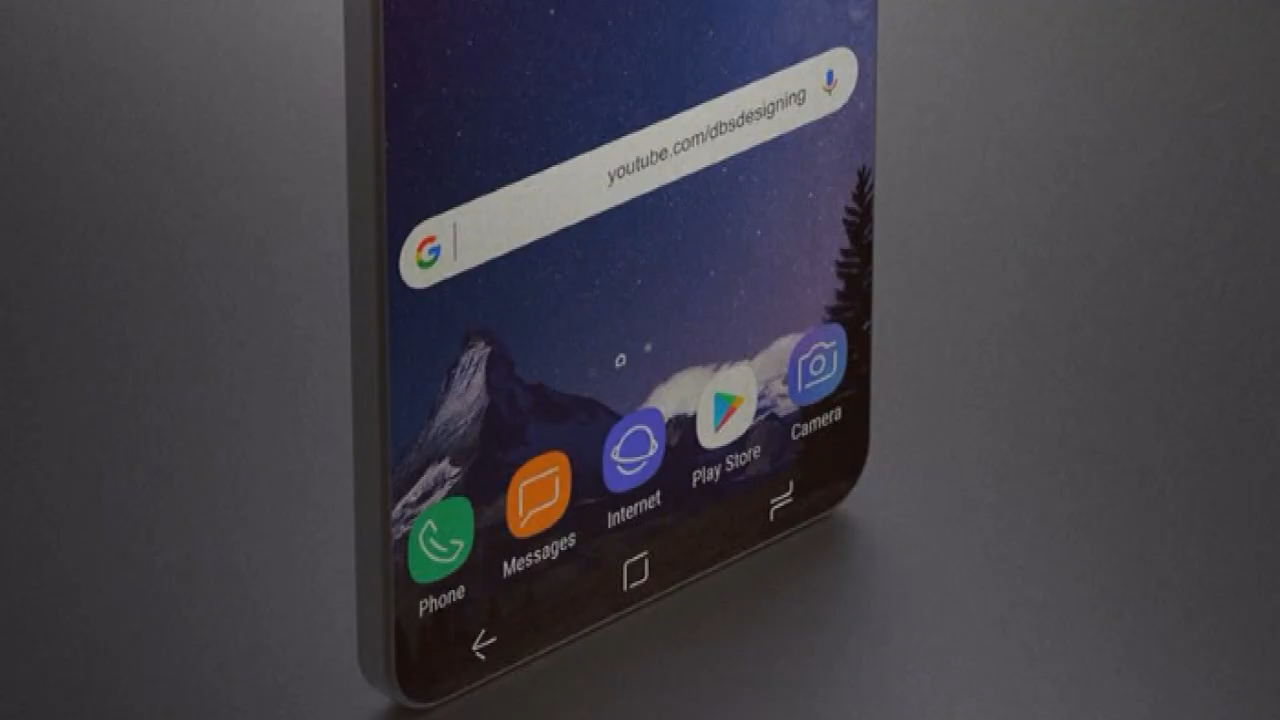 youtube.com/dbsdesigning
Phone
Messages
Internet
Play Store
Camera